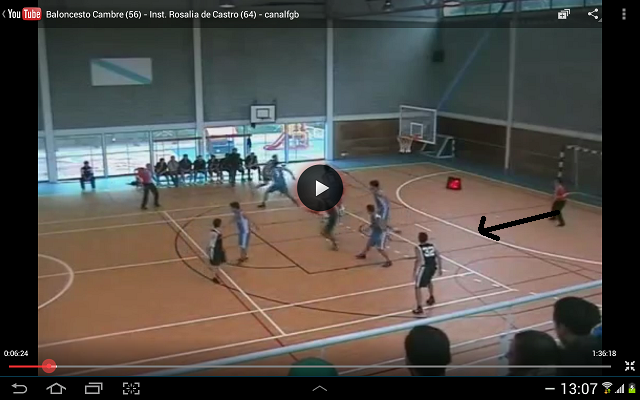 YouTube Baloncesto Cambre (56) – Inst. Rosalia de Castro (64) – canalfgb
0:06:24
1:36:18
13:07